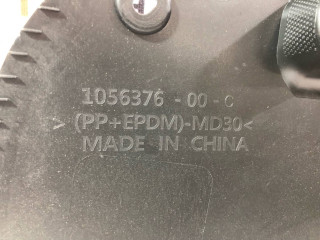 1056376 - 00 - C
>(PP+EPDM)-MD30<
MADE IN CHINA